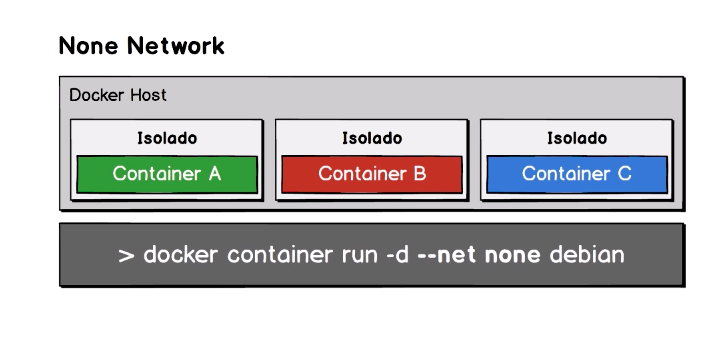 None Network
Docker Host
Isolado
Isolado
Isolado
Container A
Container B
Container C
> docker container run -d --net none debian